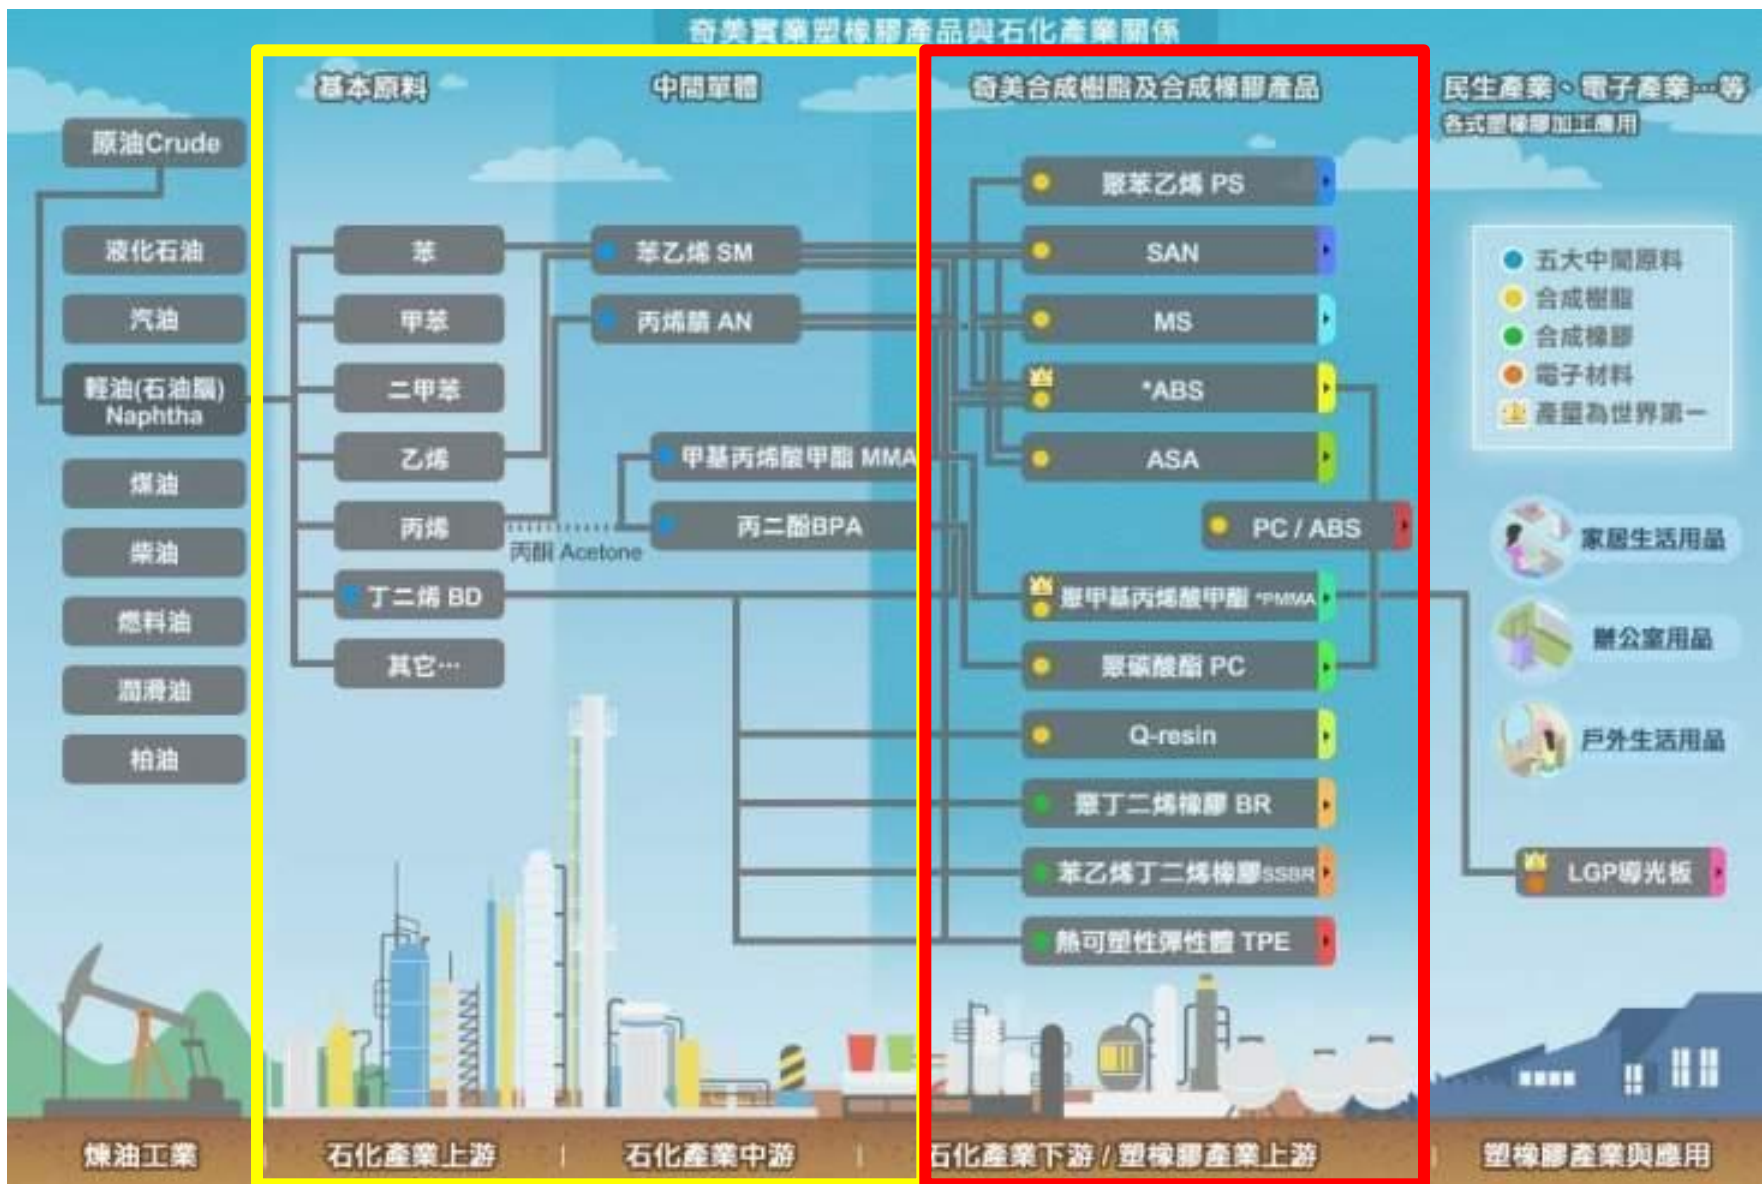 奇美實業塑橡膠產品與石化產業關係
基本原料
中間單體
奇美合成樹脂及合成橡膠產品
民生產業、電子產業…等
各式塑橡膠加工應用
原油Crude
液化石油
汽油
輕油(石油腦)
Naphtha
煤油
柴油
燃料油
潤滑油
柏油
苯
甲苯
二甲苯
乙烯
丙烯
丁二烯 BD
其它…
丙酮 Acetone
苯乙烯 SM
丙烯腈 AN
甲基丙烯酸甲酯 MMA
丙二酚BPA
聚苯乙烯 PS
SAN
MS
*ABS
ASA
PC / ABS
聚甲基丙烯酸甲酯 *PMMA
聚碳酸酯 PC
Q-resin
聚丁二烯橡膠 BR
苯乙烯丁二烯橡膠SSBR
熱可塑性彈性體 TPE
五大中間原料
合成樹脂
合成橡膠
電子材料
產量為世界第一
家居生活用品
辦公室用品
戶外生活用品
LGP導光板
煉油工業
石化產業上游
石化產業中游
石化產業下游 / 塑橡膠產業上游
塑橡膠產業與應用